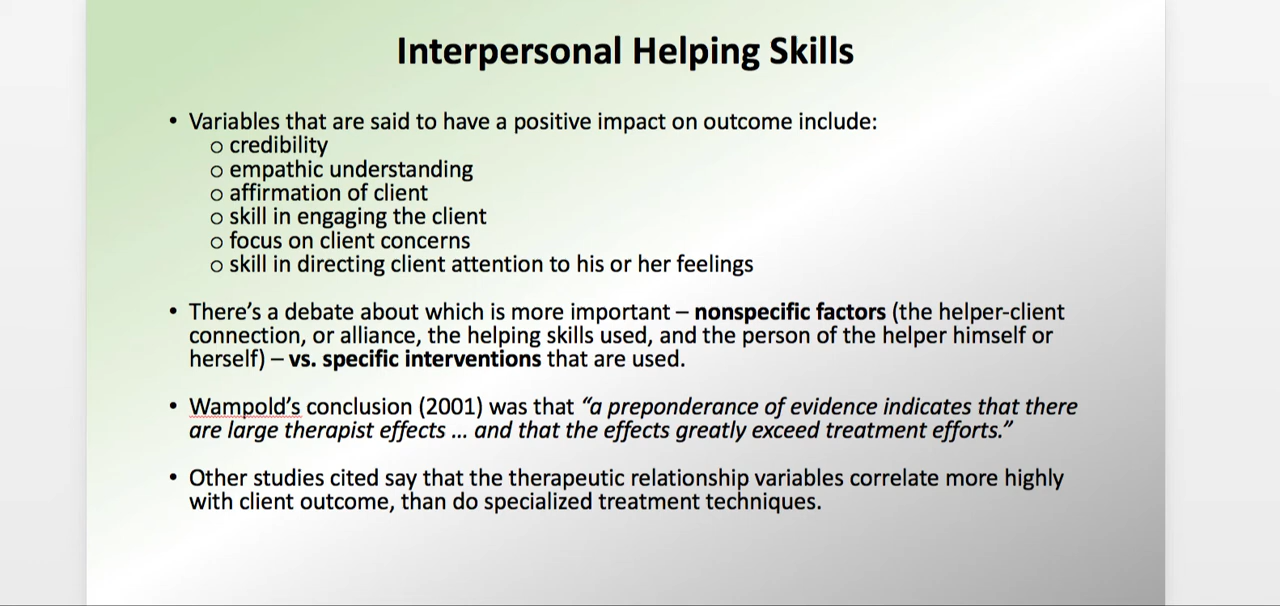 Interpersonal Helping Skills
• Variables that are said to have a positive impact on outcome include:
o credibility
o empathic understanding
o affirmation of client
o skill in engaging the client
o focus on client concerns
o skill in directing client attention to his or her feelings
• There’s a debate about which is more important – nonspecific factors (the helper-client
connection, or alliance, the helping skills used, and the person of the helper himself or
herself) – vs. specific interventions that are used.
• Wampold’s conclusion (2001) was that “a preponderance of evidence indicates that there
are large therapist effects ... and that the effects greatly exceed treatment efforts.”
• Other studies cited say that the therapeutic relationship variables correlate more highly
with client outcome, than do specialized treatment techniques.